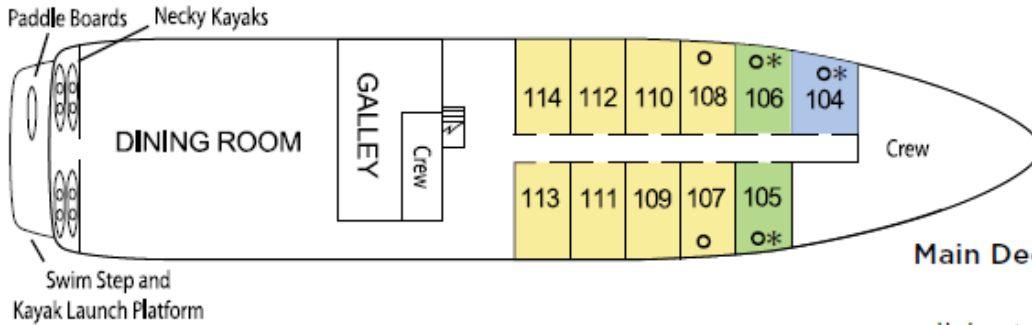 Paddle Boards
Necky Kayaks
DINING ROOM
GALLEY
Crew
114 112 110 108 106 104
*
*
Crew
113 111 109 107 105
*
Main De
Swim Step and
Kayak Launch Platform